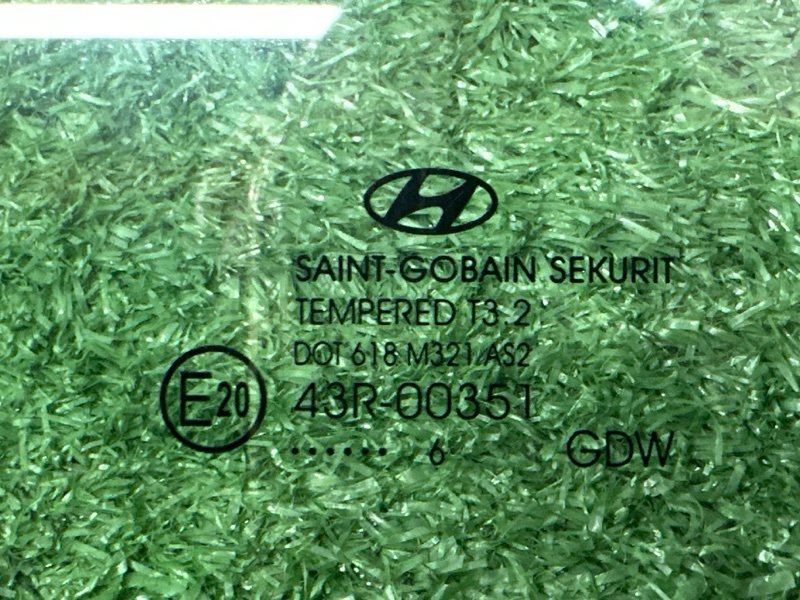 SAINT-GOBAIN SEKURIT
TEMPERED T3.2
DOT 618 M321 AS2
E20 43R-00351
...... 6 GDW